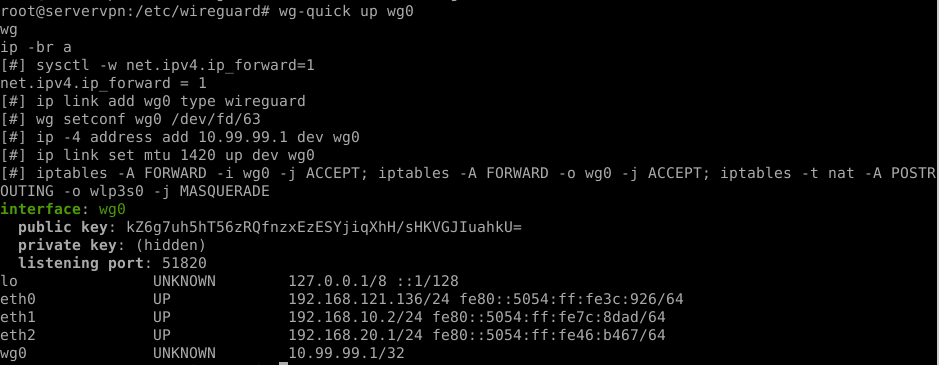 root@servervpn:/etc/wireguard# wg-quick up wg0
wg
ip -br a
[#] sysctl -w net.ipv4.ip_forward=1
net.ipv4.ip_forward = 1
[#] ip link add wg0 type wireguard
[#] wg setconf wg0 /dev/fd/63
[#] ip -4 address add 10.99.99.1 dev wg0
[#] ip link set mtu 1420 up dev wg0
[#] iptables -A FORWARD -i wg0 -j ACCEPT; iptables -A FORWARD -o wg0 -j ACCEPT; iptables -t nat -A POSTR
OUTING -o wlp3s0 -j MASQUERADE
interface: wg0
  public key: kZ6g7uh5hT56zRQfnzxEzESYjiqXhH/sHKVGJIuahkU=
  private key: (hidden)
  listening port: 51820
lo               UNKNOWN        127.0.0.1/8 ::1/128
eth0             UP             192.168.121.136/24 fe80::5054:ff:fe3c:926/64
eth1             UP             192.168.10.2/24 fe80::5054:ff:fe7c:8dad/64
eth2             UP             192.168.20.1/24 fe80::5054:ff:fe46:b467/64
wg0              UNKNOWN        10.99.99.1/32